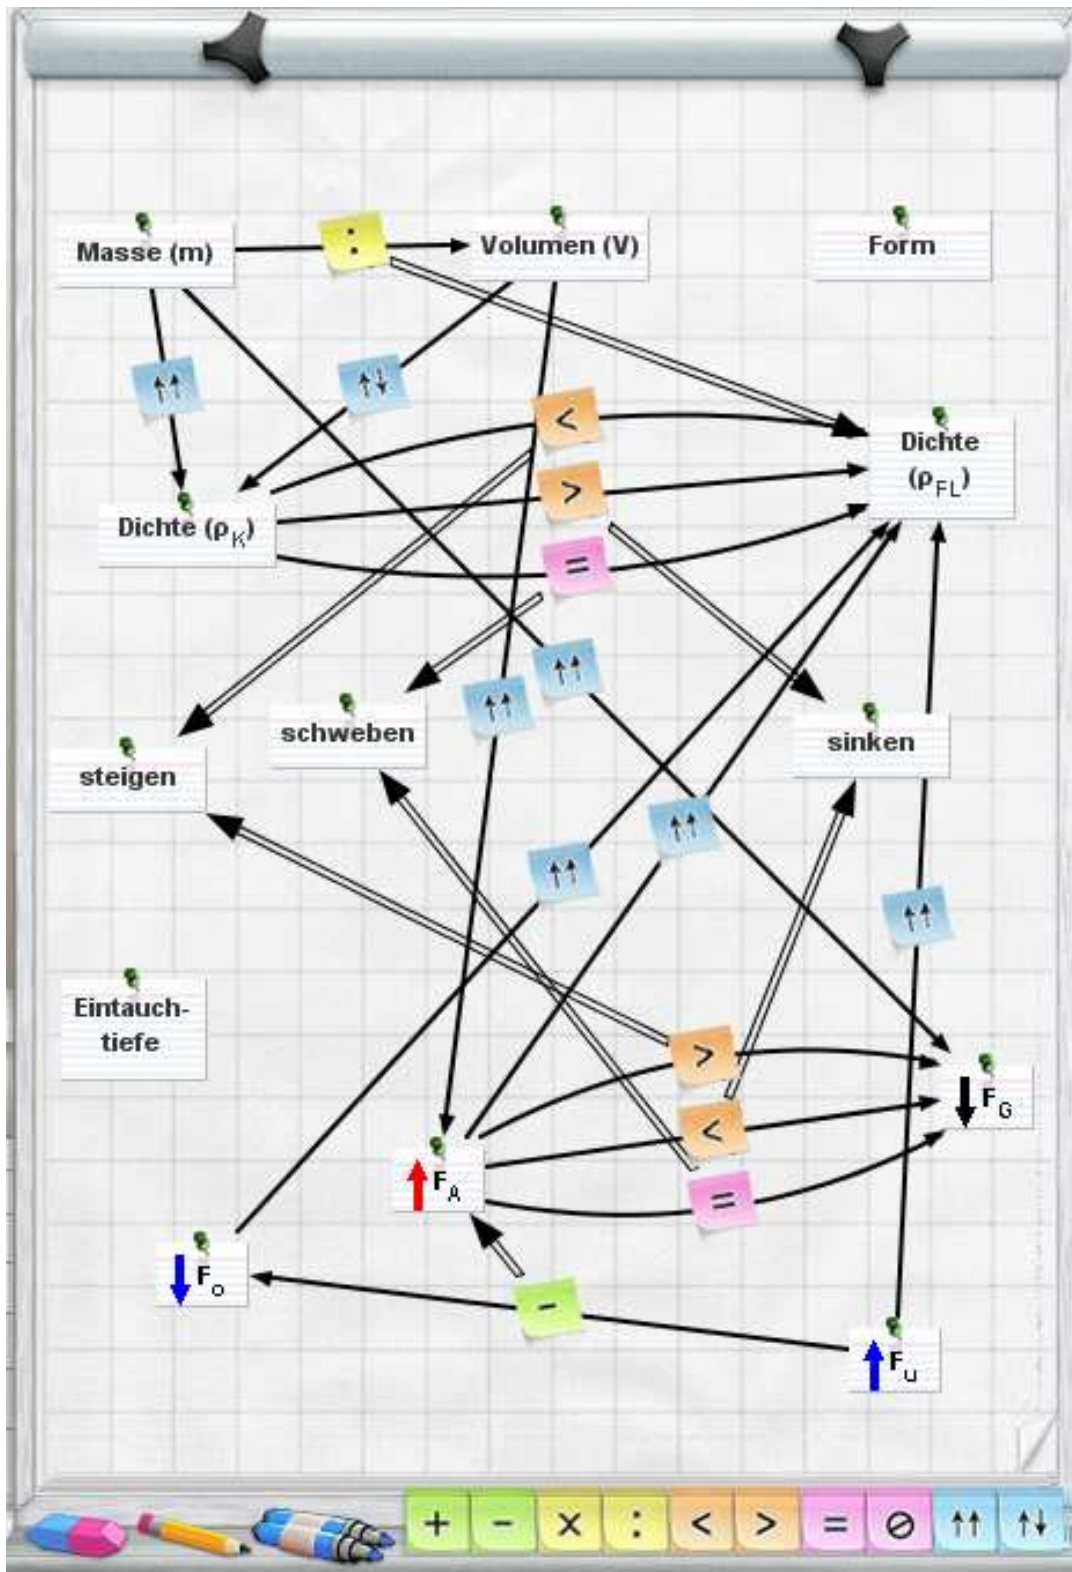 :
Masse (m)
Volumen (V)
Form
↑↑
↑↓
<
Dichte
(ρFL)
>
Dichte (ρK)
=
↑↑
↑↑
schweben
sinken
steigen
↑↑
↑↑
↑↑
Eintauch-
tiefe
>
↓ FG
<
↑ FA
=
↓ Fo
-
↑ Fu
+ - × : < > = ⊘ ↑↑ ↑↓